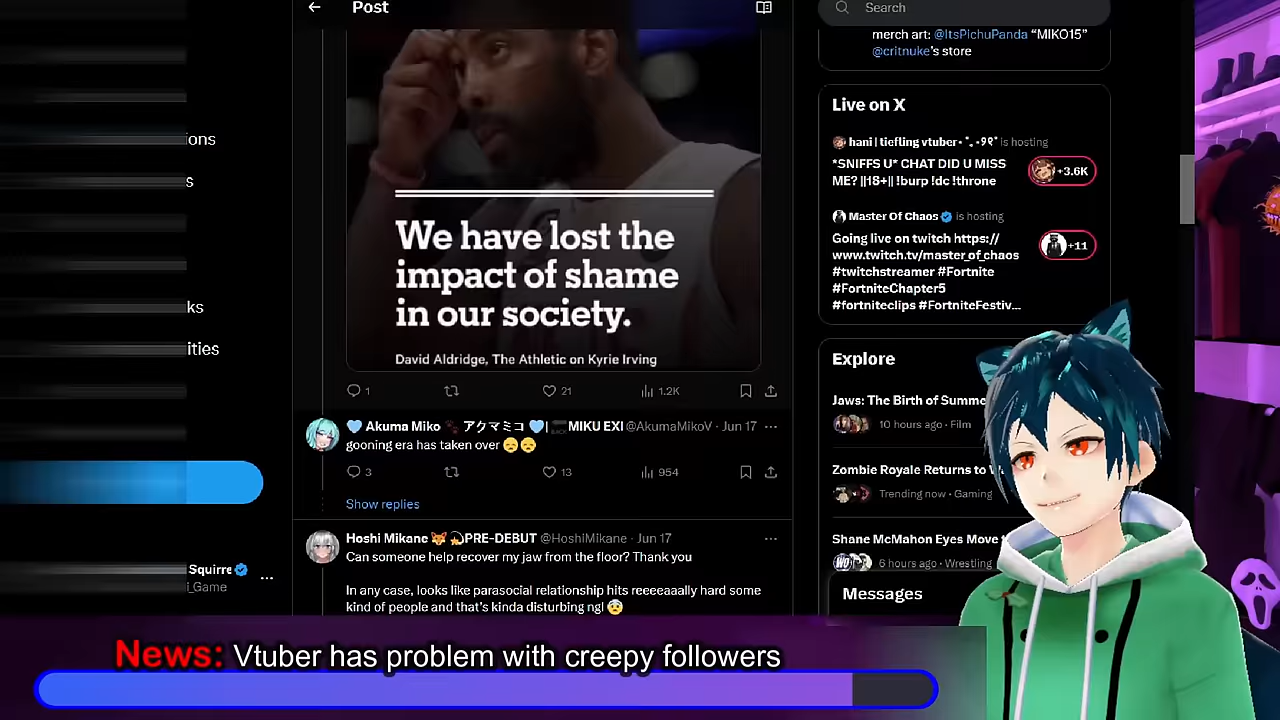 Post
We have lost the
impact of shame
in our society.
David Aldridge, The Athletic on Kyrie Irving
1 21 1.2K
Akuma Miko アクマミコ | MIKU EXI @AkumaMikoV · Jun 17
gooning era has taken over 😞😞
3 13 954
Show replies
Hoshi Mikane 🦊💫PRE-DEBUT @HoshiMikane · Jun 17
Can someone help recover my jaw from the floor? Thank you
In any case, looks like parasocial relationship hits reeeeaaally hard some
kind of people and that's kinda disturbing ngl 😰
ions
s
ks
ities
Squirre
i_Game
Search
merch art: @ItsPichuPanda “MIKO15”
@critnuke's store
Live on X
hani | tiefling vtuber is hosting
*SNIFFS U* CHAT DID U MISS
ME? ||18+|| !burp !dc !throne
+3.6K
Master Of Chaos is hosting
Going live on twitch https://
www.twitch.tv/master_of_chaos
#twitchstreamer #Fortnite
#FortniteChapter5
#fortniteclips #FortniteFestiv...
+11
Explore
Jaws: The Birth of Summe
10 hours ago · Film
Zombie Royale Returns to
Trending now · Gaming
Shane McMahon Eyes Move
6 hours ago · Wrestling
Messages
News: Vtuber has problem with creepy followers